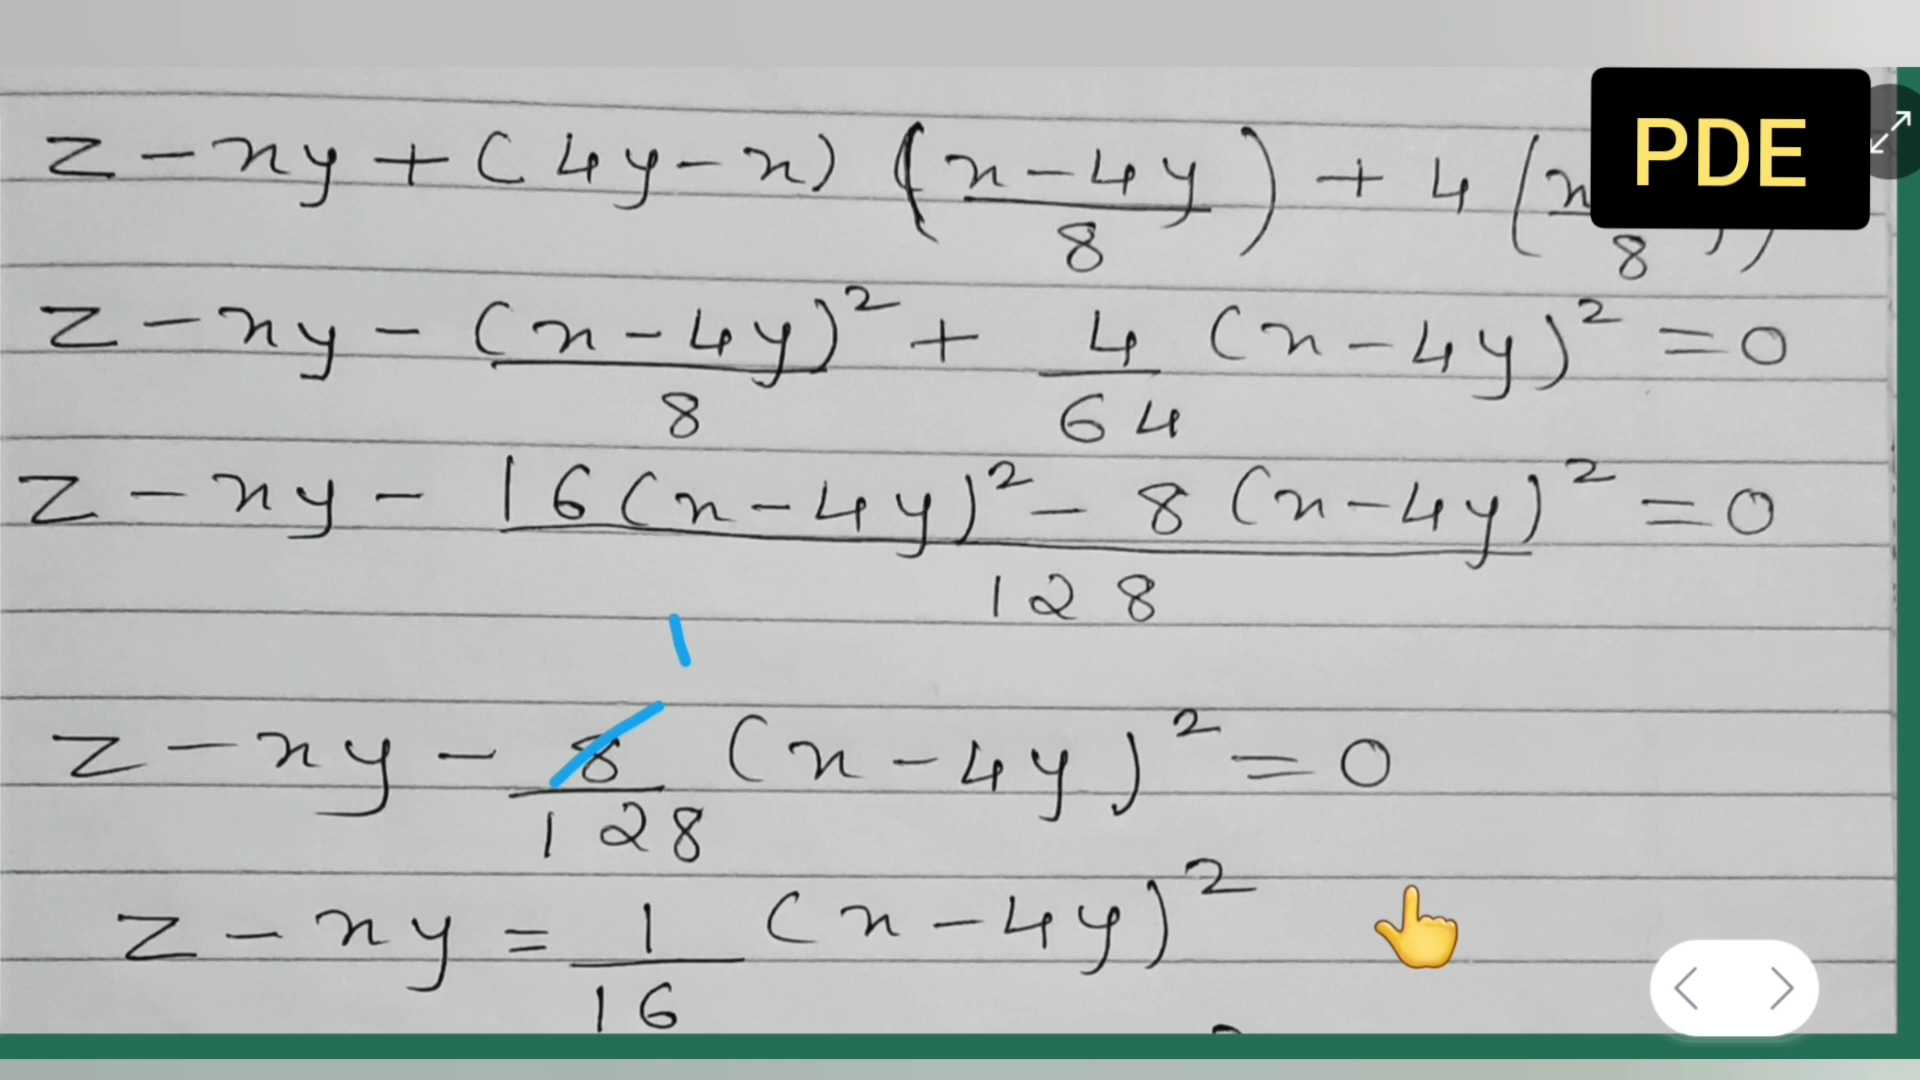 PDE
z - xy + (4y - x) (x - 4y / 8) + 4 (x / 8
z - xy - (x - 4y)² / 8 + 4 / 64 (x - 4y)² = 0
z - xy - 16(x - 4y)² - 8(x - 4y)² / 128 = 0
1
z - xy - 8 / 128 (x - 4y)² = 0
z - xy = 1 / 16 (x - 4y)²